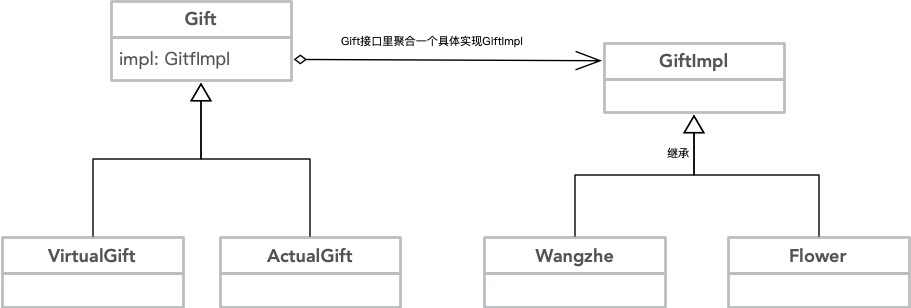 Gift
impl: GitfImpl
Gift接口里聚合一个具体实现GiftImpl
GiftImpl
继承
VirtualGift
ActualGift
Wangzhe
Flower